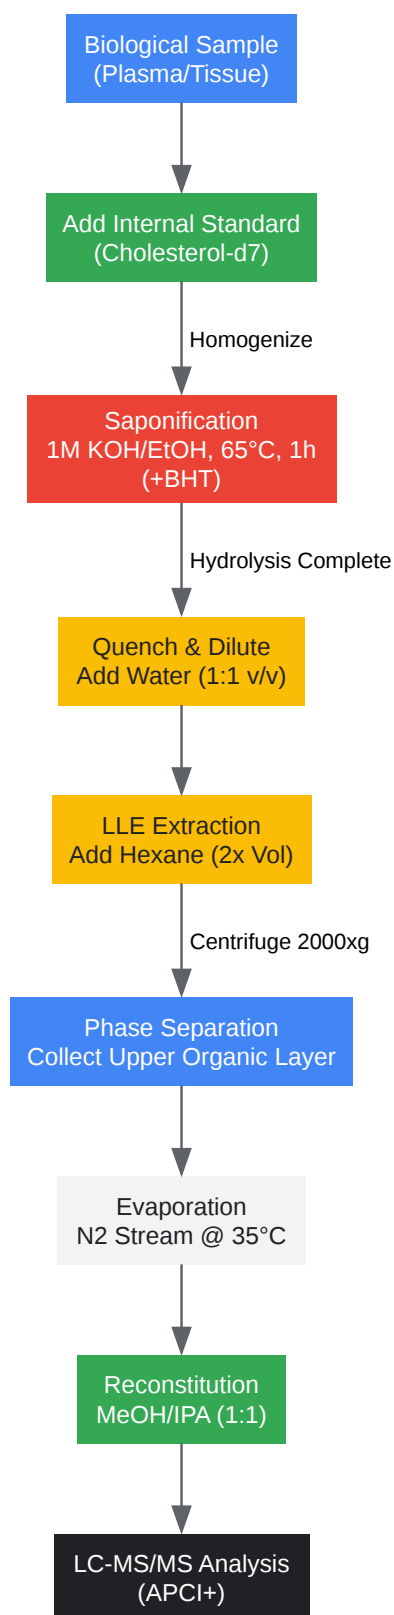 Biological Sample
(Plasma/Tissue)
Add Internal Standard
(Cholesterol-d7)
Homogenize
Saponification
1M KOH/EtOH, 65°C, 1h
(+BHT)
Hydrolysis Complete
Quench & Dilute
Add Water (1:1 v/v)
LLE Extraction
Add Hexane (2x Vol)
Centrifuge 2000xg
Phase Separation
Collect Upper Organic Layer
Evaporation
N2 Stream @ 35°C
Reconstitution
MeOH/IPA (1:1)
LC-MS/MS Analysis
(APCI+)